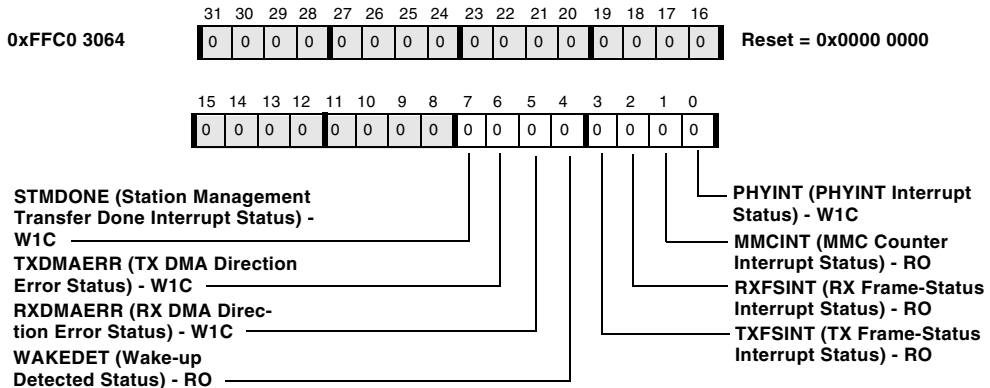 31 30 29 28 27 26 25 24 23 22 21 20 19 18 17 16
0xFFC0 3064
0 0 0 0 0 0 0 0 0 0 0 0 0 0 0 0
Reset = 0x0000 0000
15 14 13 12 11 10 9 8 7 6 5 4 3 2 1 0
0 0 0 0 0 0 0 0 0 0 0 0 0 0 0 0
STMDONE (Station Management
Transfer Done Interrupt Status) -
W1C
TXDMAERR (TX DMA Direction
Error Status) - W1C
RXDMAERR (RX DMA Direc-
tion Error Status) - W1C
WAKEDET (Wake-up
Detected Status) - RO
PHYINT (PHYINT Interrupt
Status) - W1C
MMCINT (MMC Counter
Interrupt Status) - RO
RXFSINT (RX Frame-Status
Interrupt Status) - RO
TXFSINT (TX Frame-Status
Interrupt Status) - RO